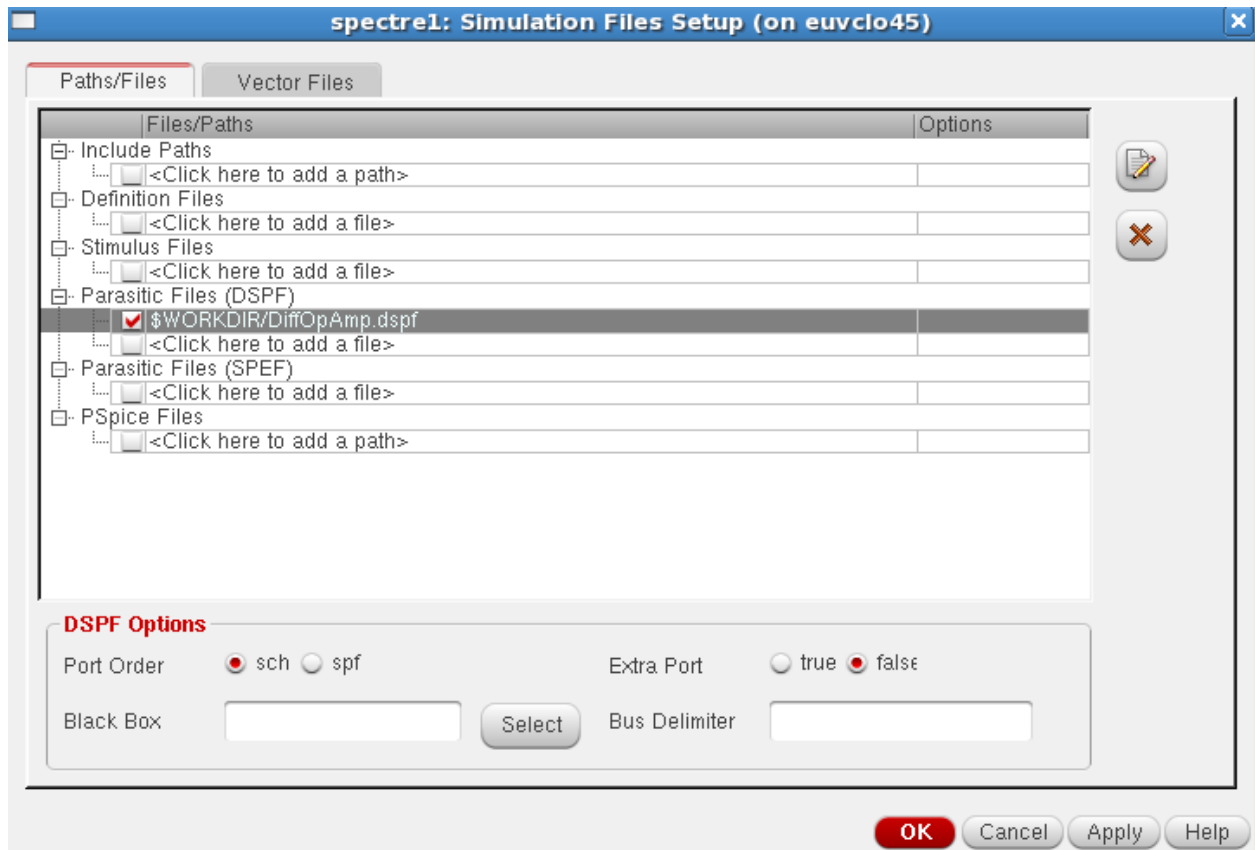 spectre1: Simulation Files Setup (on euvclo45)
Paths/Files Vector Files
Files/Paths Options
Include Paths
<Click here to add a path>
Definition Files
<Click here to add a file>
Stimulus Files
<Click here to add a file>
Parasitic Files (DSPF)
$WORKDIR/DiffOpAmp.dspf
<Click here to add a file>
Parasitic Files (SPEF)
<Click here to add a file>
PSpice Files
<Click here to add a path>
DSPF Options
Port Order sch spf Extra Port true false
Black Box Select Bus Delimiter
OK Cancel Apply Help